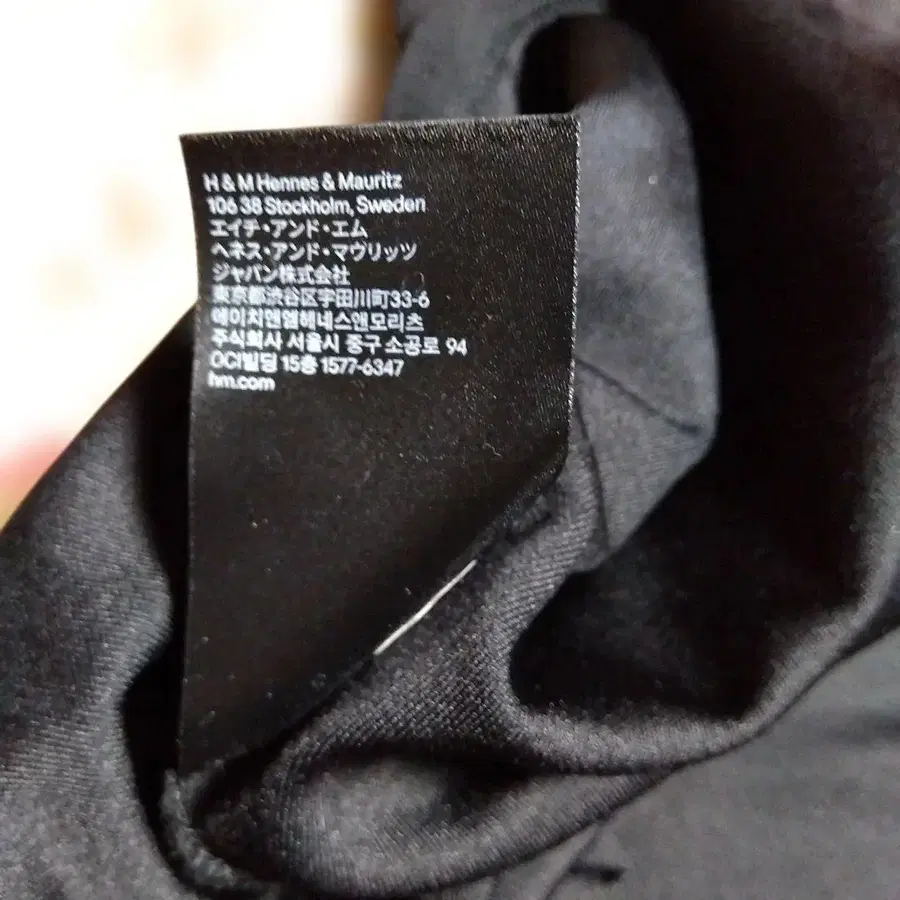 H & M Hennes & Mauritz
106 38 Stockholm, Sweden
エイチ・アンド・エム
ヘネス・アンド・マウリッツ
ジャパン株式会社
東京都渋谷区宇田川町33-6
에이치앤엠헤네스앤모리츠
주식회사 서울시 중구 소공로 94
OCI빌딩 15층 1577-6347
hm.com